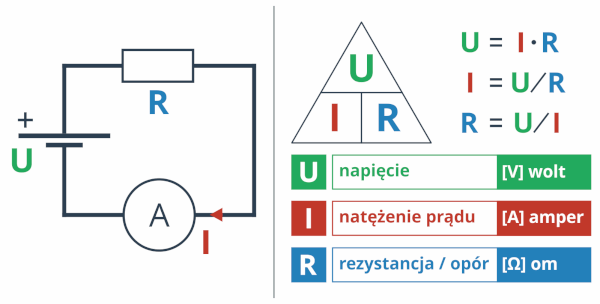 R
+
U
A
I
U
I R
U = I · R
I = U/R
R = U/I
U napięcie [V] wolt
I natężenie prądu [A] amper
R rezystancja / opór [Ω] om